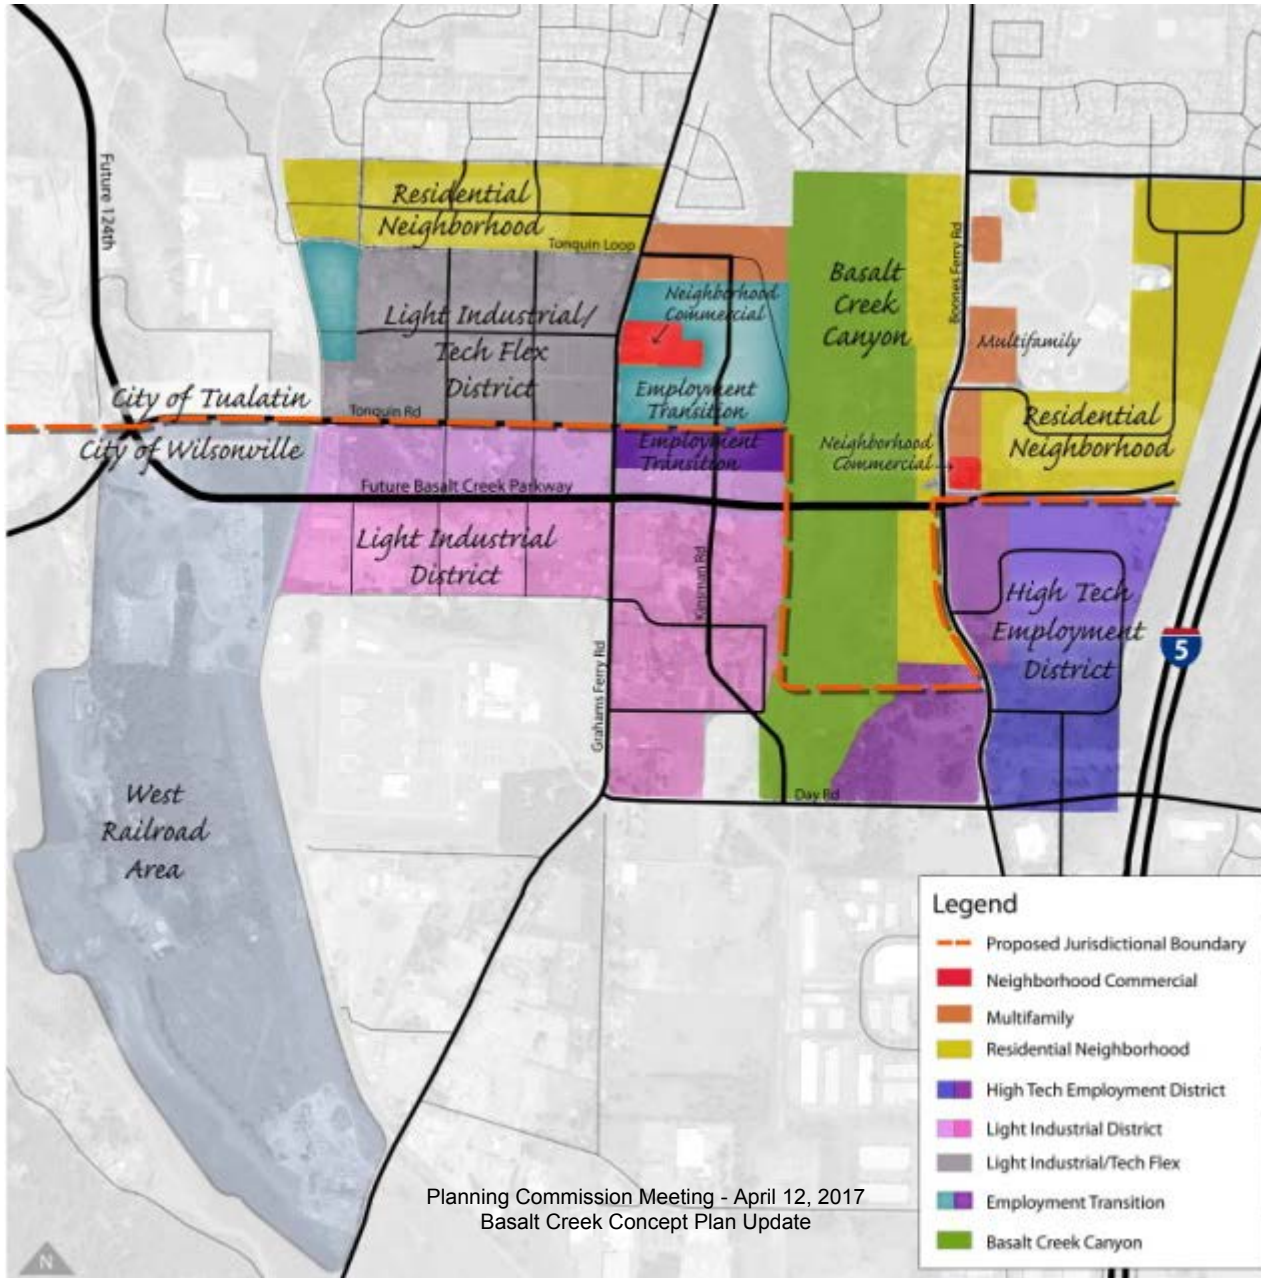 Future 124th
Residential
Neighborhood
Tonquin Loop
Boones Ferry Rd
Basalt
Creek
Canyon
Neighborhood
Commercial
Light Industrial/
Tech Flex
District
Multifamily
City of Tualatin
Tonquin Rd
Employment
Transition
Residential
Neighborhood
City of Wilsonville
Employment
Transition
Neighborhood
Commercial
Future Basalt Creek Parkway
Light Industrial
District
Kinsman Rd
High Tech
Employment
District
5
Grahams Ferry Rd
West
Railroad
Area
Day Rd
Legend
Proposed Jurisdictional Boundary
Neighborhood Commercial
Multifamily
Residential Neighborhood
High Tech Employment District
Light Industrial District
Light Industrial/Tech Flex
Employment Transition
Basalt Creek Canyon
Planning Commission Meeting - April 12, 2017
Basalt Creek Concept Plan Update
N